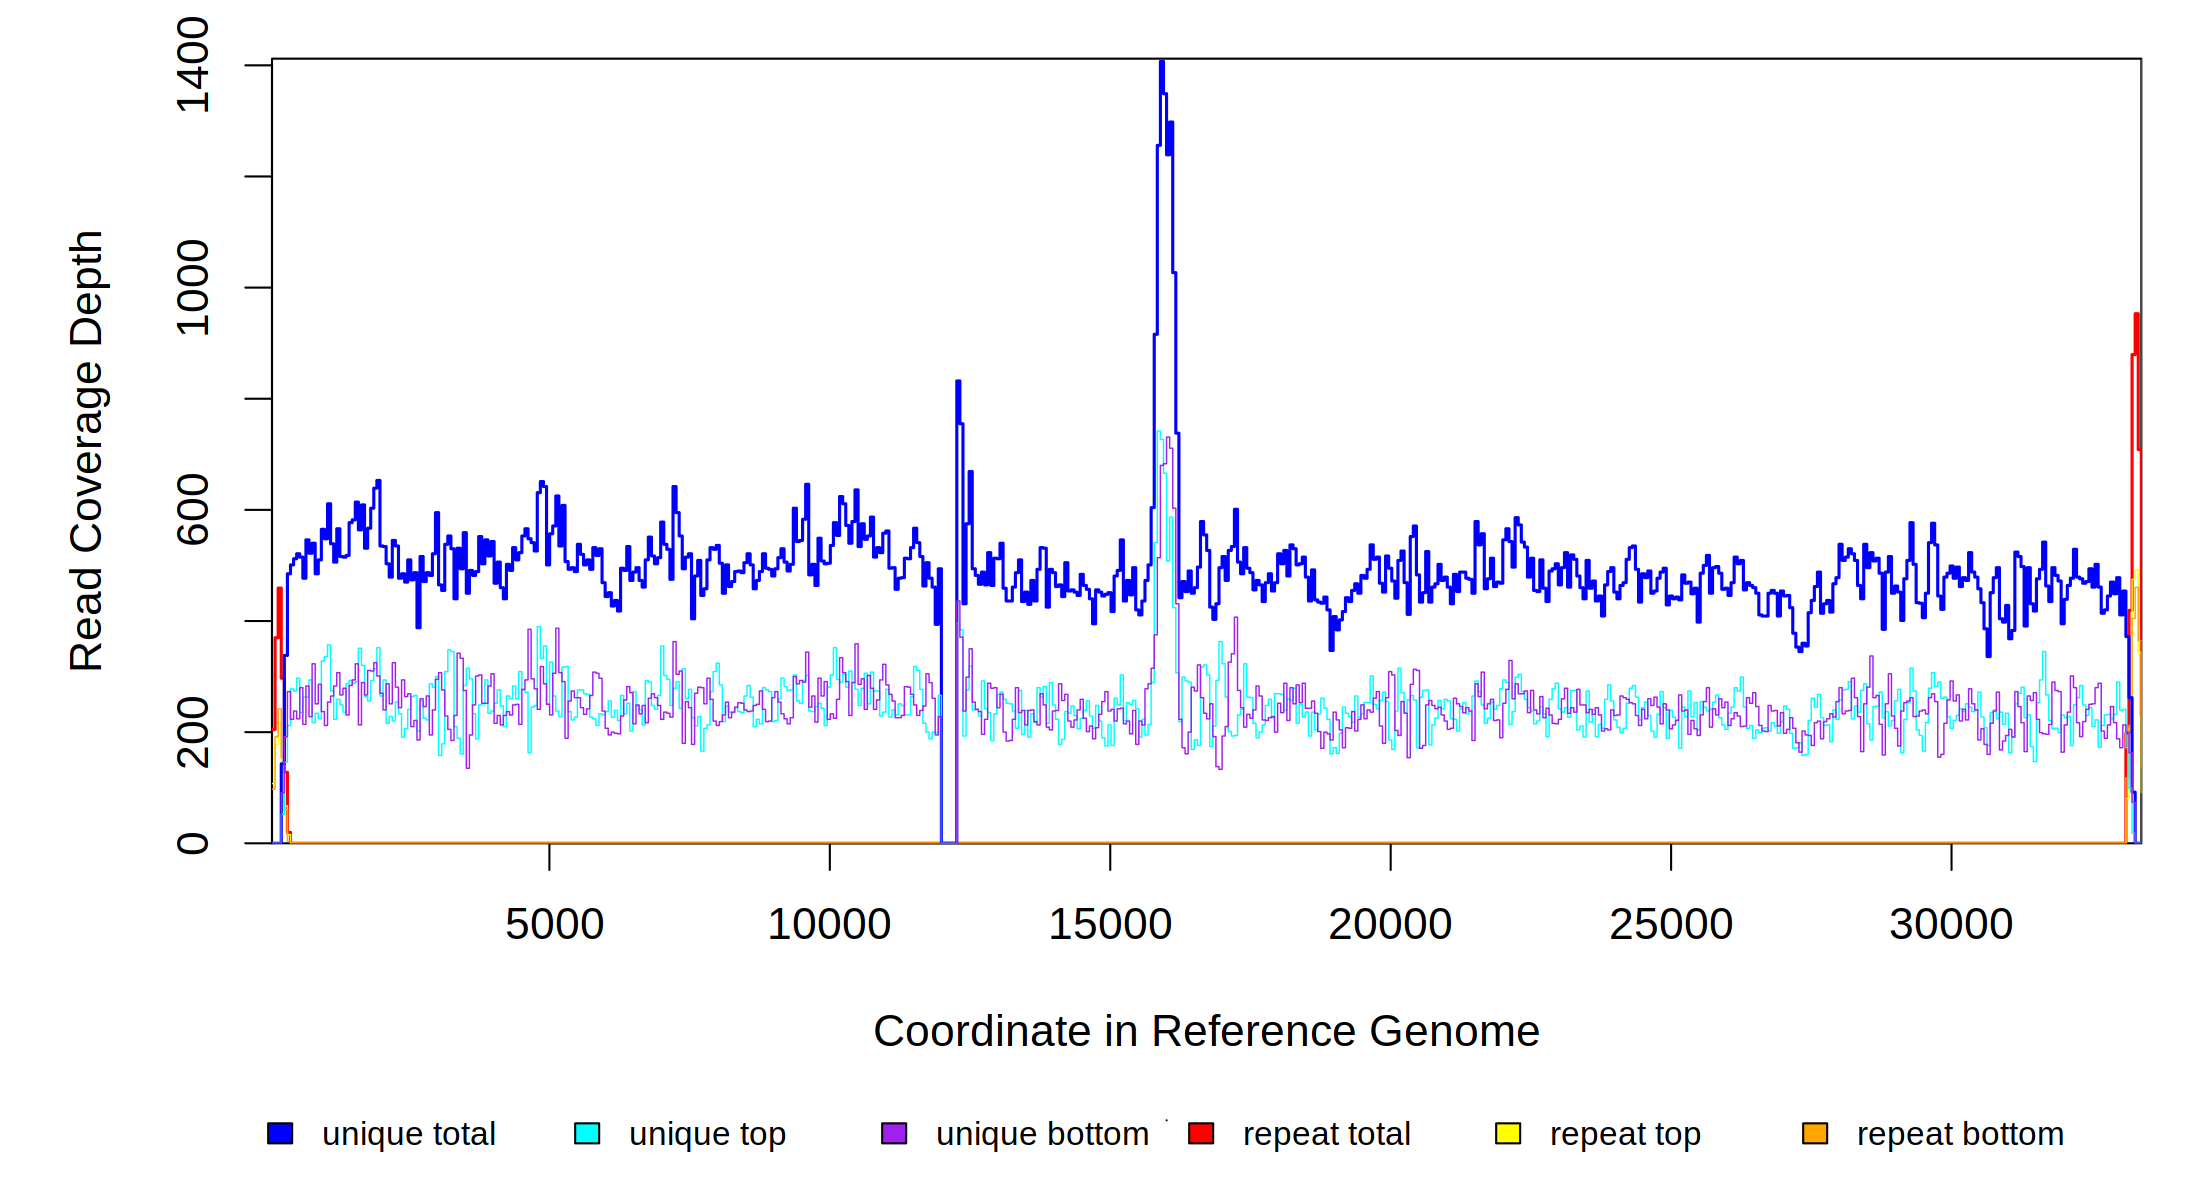 1400
1000
600
200
0
Read Coverage Depth
5000 10000 15000 20000 25000 30000
Coordinate in Reference Genome
unique total unique top unique bottom repeat total repeat top repeat bottom